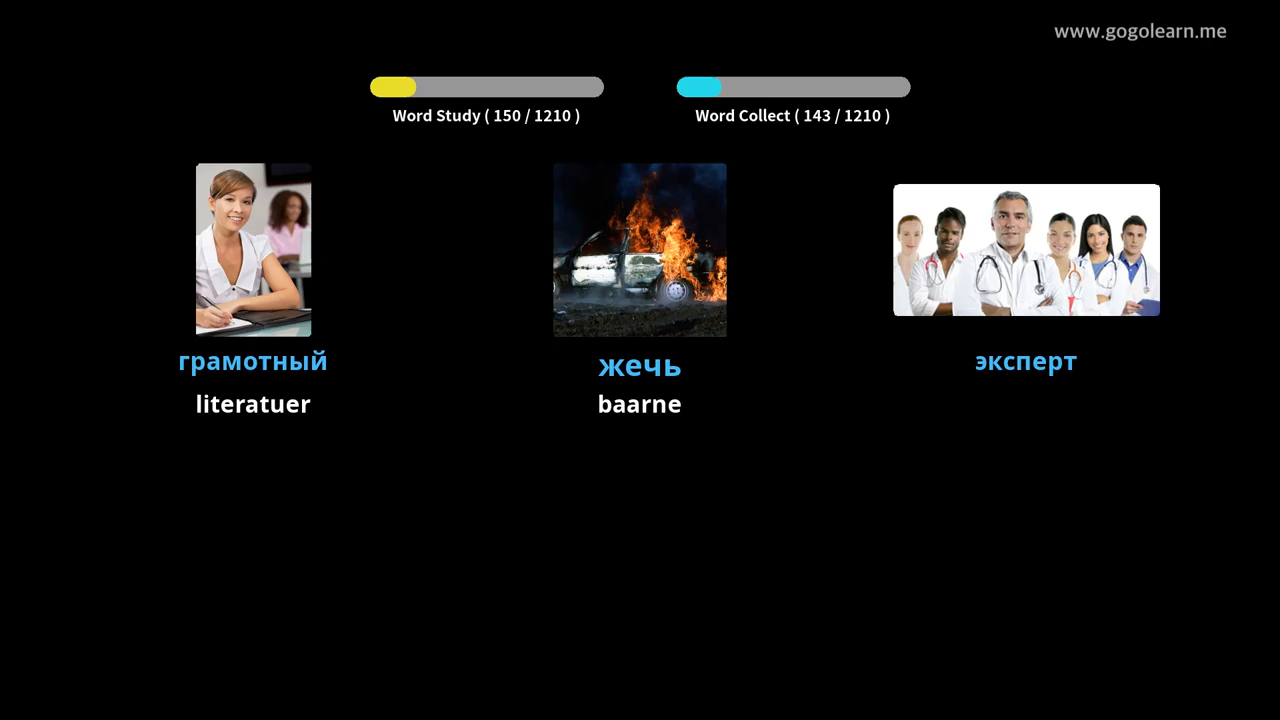 www.gogolearn.me
Word Study ( 150 / 1210 )
Word Collect ( 143 / 1210 )
грамотный
literatuer
жечь
baarne
эксперт